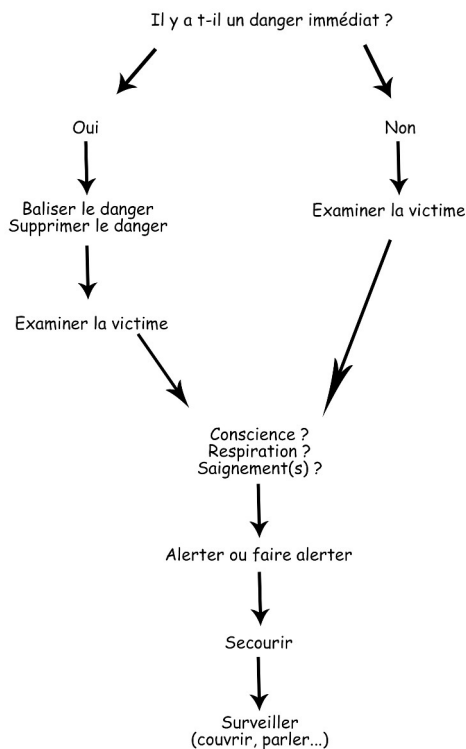 Il y a t-il un danger immédiat ?
Oui
Non
Baliser le danger
Supprimer le danger
Examiner la victime
Examiner la victime
Conscience ?
Respiration ?
Saignement(s) ?
Alerter ou faire alerter
Secourir
Surveiller
(couvrir, parler...)